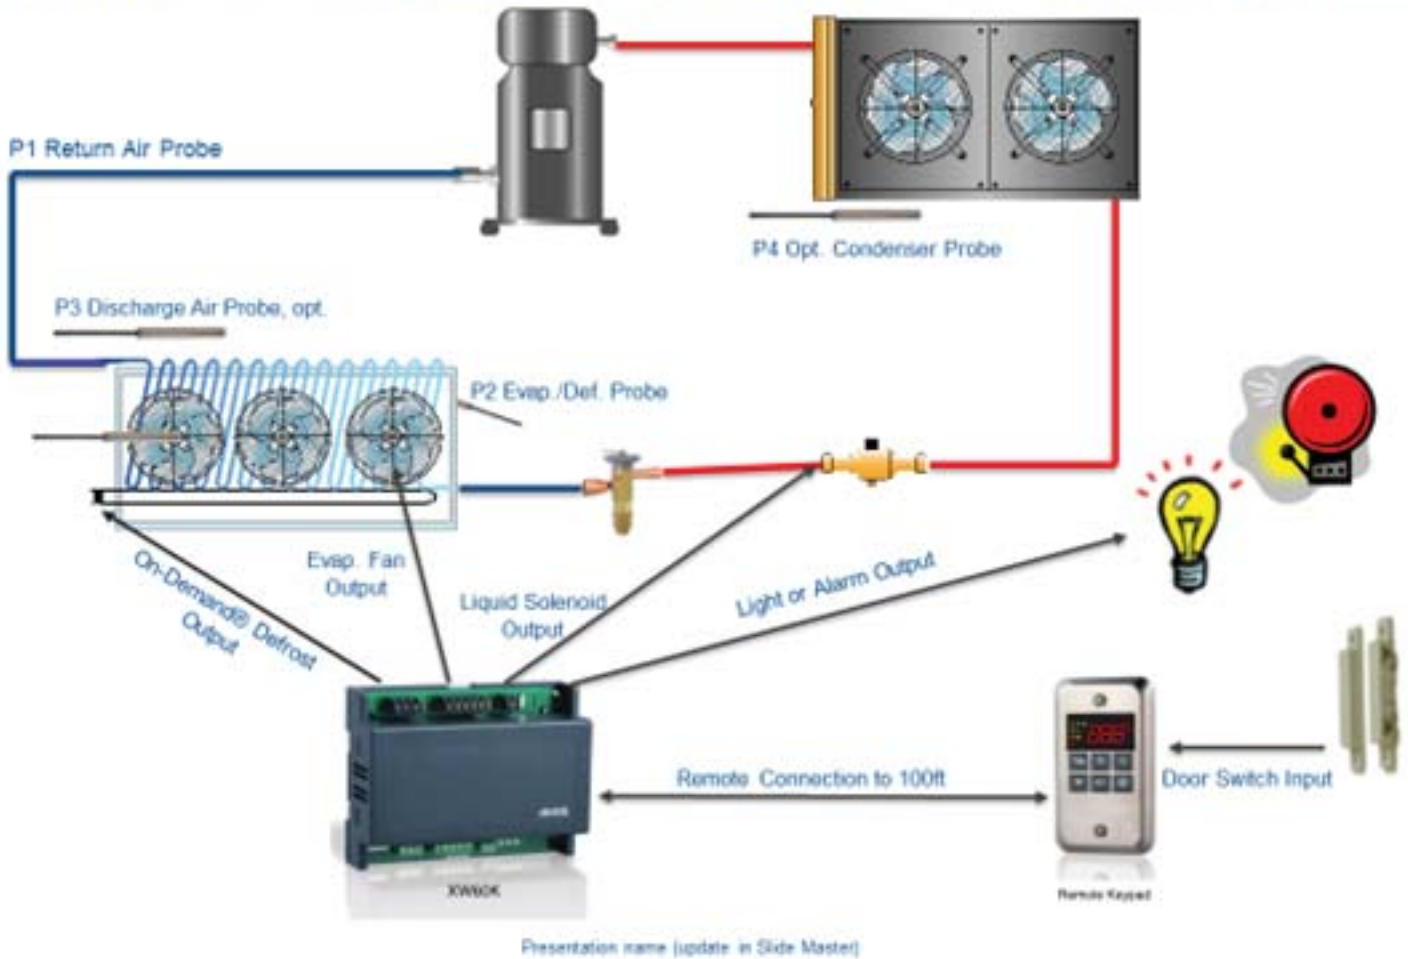 P1 Return Air Probe
P4 Opt. Condenser Probe
P3 Discharge Air Probe, opt.
P2 Evap./Def. Probe
On-Demand® Defrost
Output
Evap. Fan
Output
Liquid Solenoid
Output
Light or Alarm Output
Remote Connection to 100ft
Door Switch Input
XW60K
Remote Keypad
Presentation name (update in Slide Master)